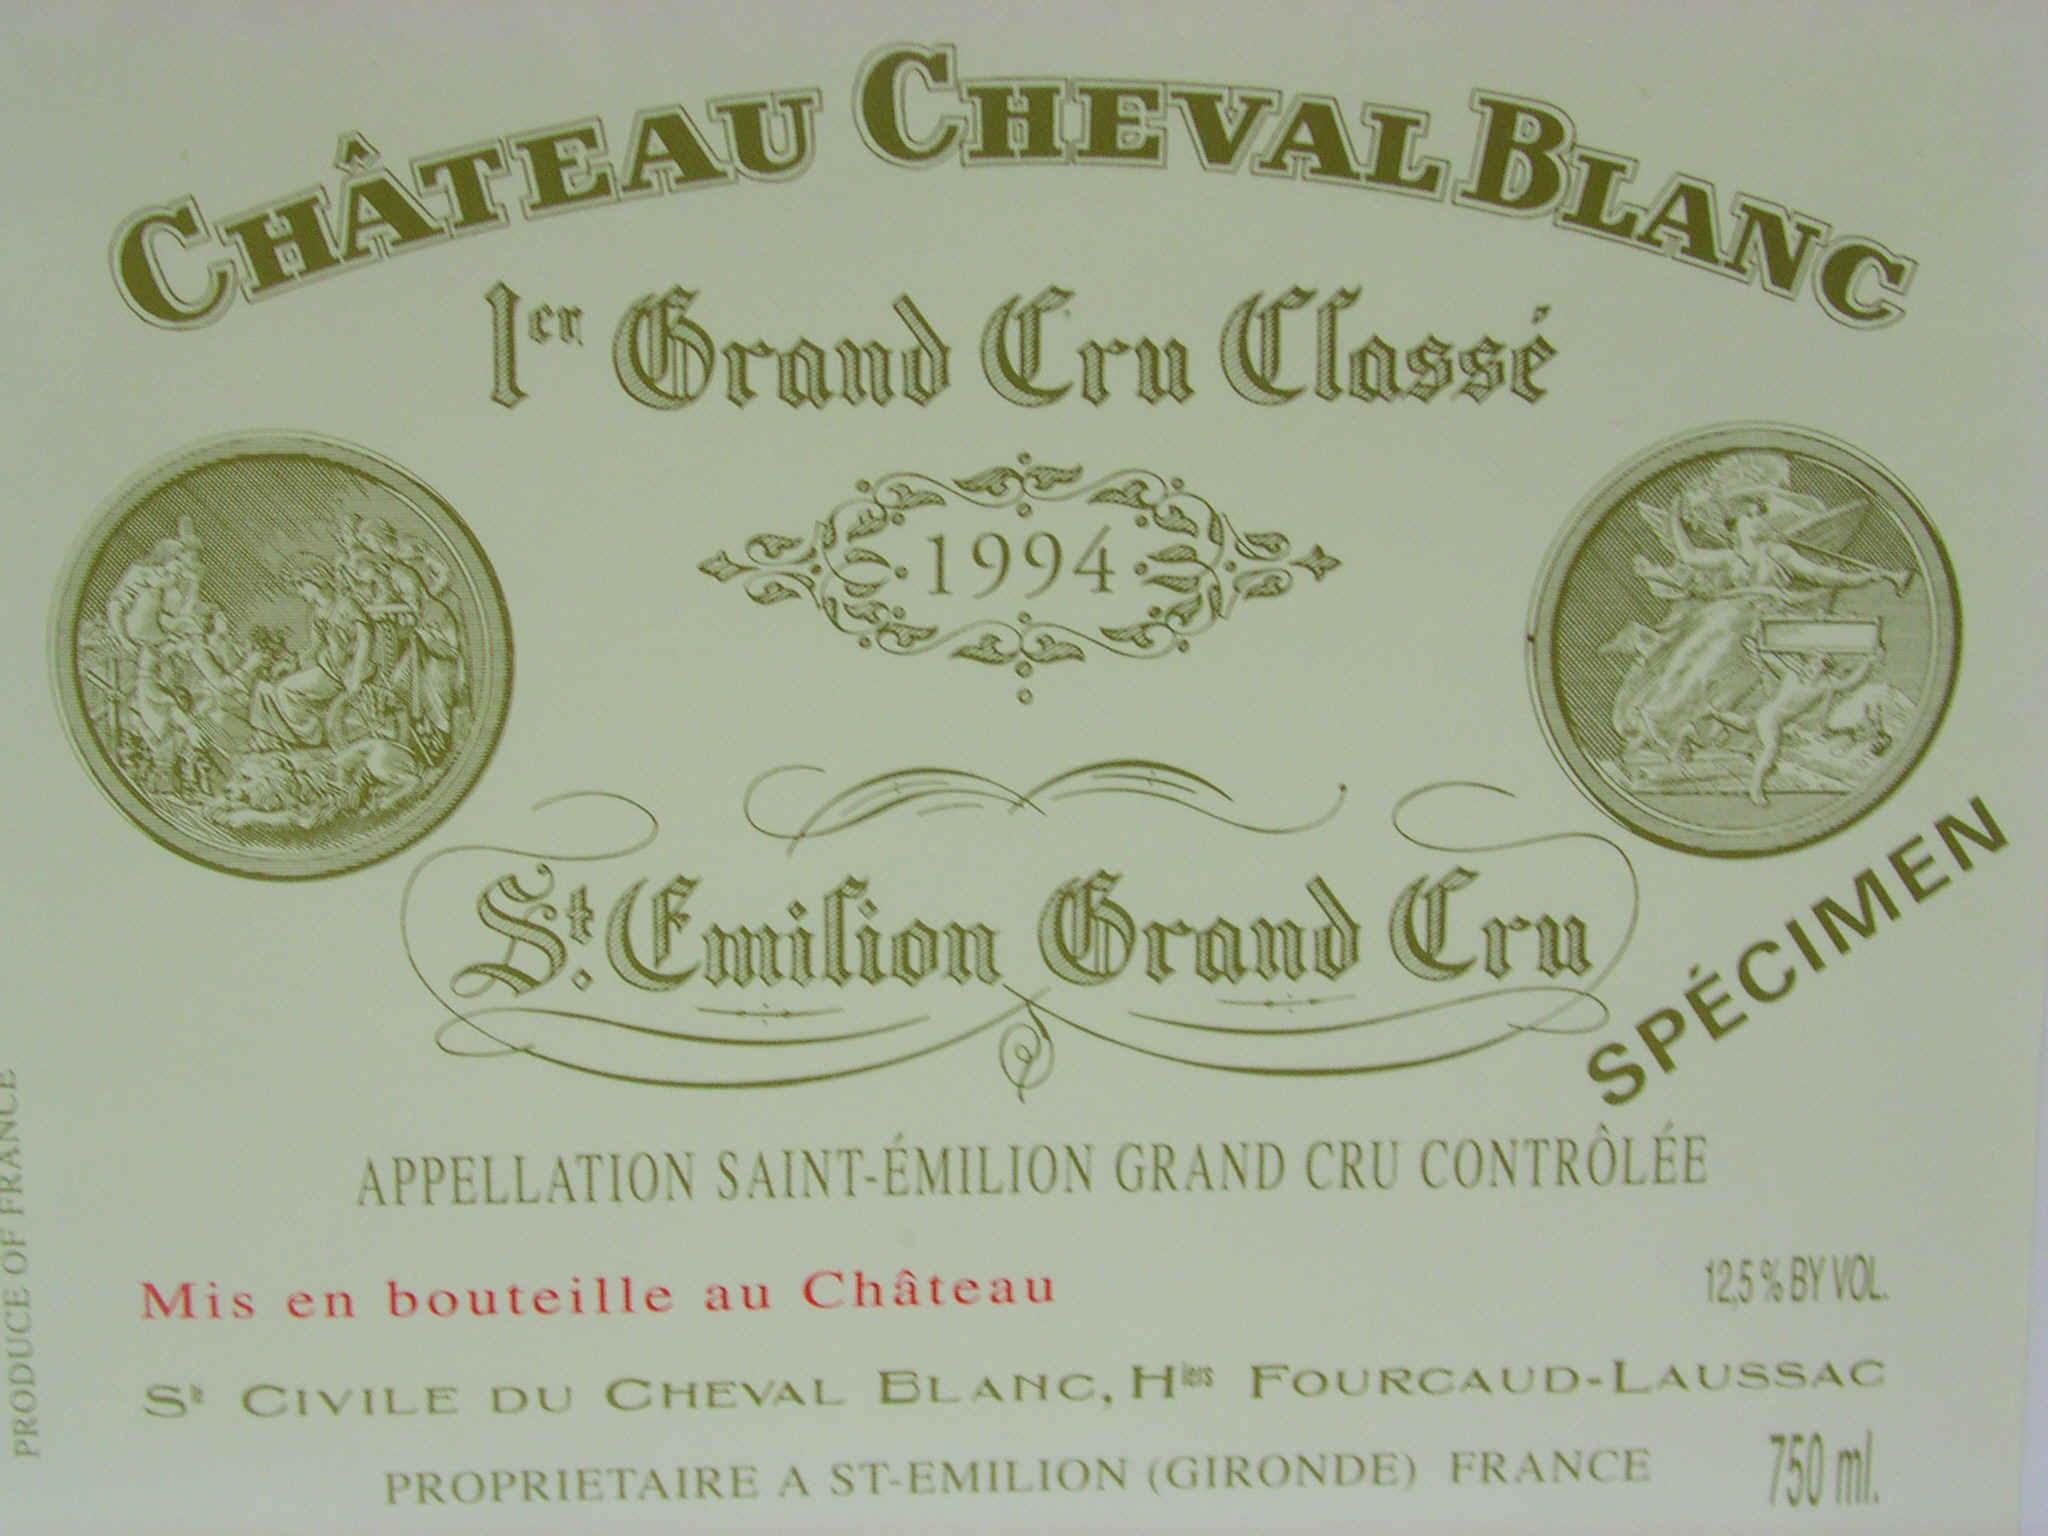 CHÂTEAU CHEVAL BLANC
1er Grand Cru Classé
1994
St. Emilion Grand Cru
SPÉCIMEN
APPELLATION SAINT-ÉMILION GRAND CRU CONTRÔLÉE
Mis en bouteille au Château
12,5 % BY VOL.
Sté CIVILE DU CHEVAL BLANC, Hiers FOURCAUD-LAUSSAC
PROPRIETAIRE A ST-EMILION (GIRONDE) FRANCE
750 ml.
PRODUCE OF FRANCE